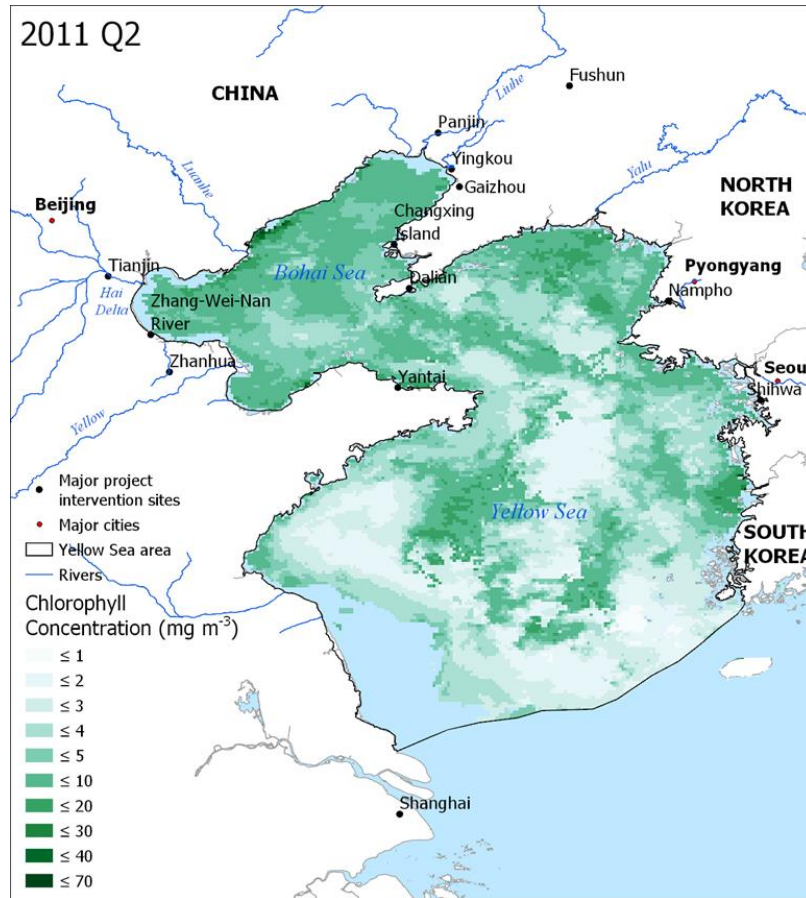 2011 Q2
Fushun
CHINA
Liuhe
Panjin
Luanhe
Yingkou
Gaizhou
Yalu
NORTH
KOREA
Beijing
Changxing
Island
Tianjin
Bohai Sea
Pyongyang
Hai
Delta
Dalian
Nampho
Zhang-Wei-Nan
River
Zhanhua
Yantai
Seou
Shihwa
Yellow
Major project
intervention sites
Major cities
Yellow Sea area
Rivers
Yellow Sea
SOUTH
KOREA
Chlorophyll
Concentration (mg m⁻³)
≤ 1
≤ 2
≤ 3
≤ 4
≤ 5
≤ 10
≤ 20
≤ 30
≤ 40
≤ 70
Shanghai